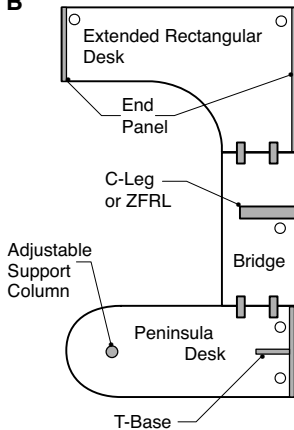 B
Extended Rectangular
Desk
End
Panel
C-Leg
or ZFRL
Adjustable
Support
Column
Bridge
Peninsula
Desk
T-Base